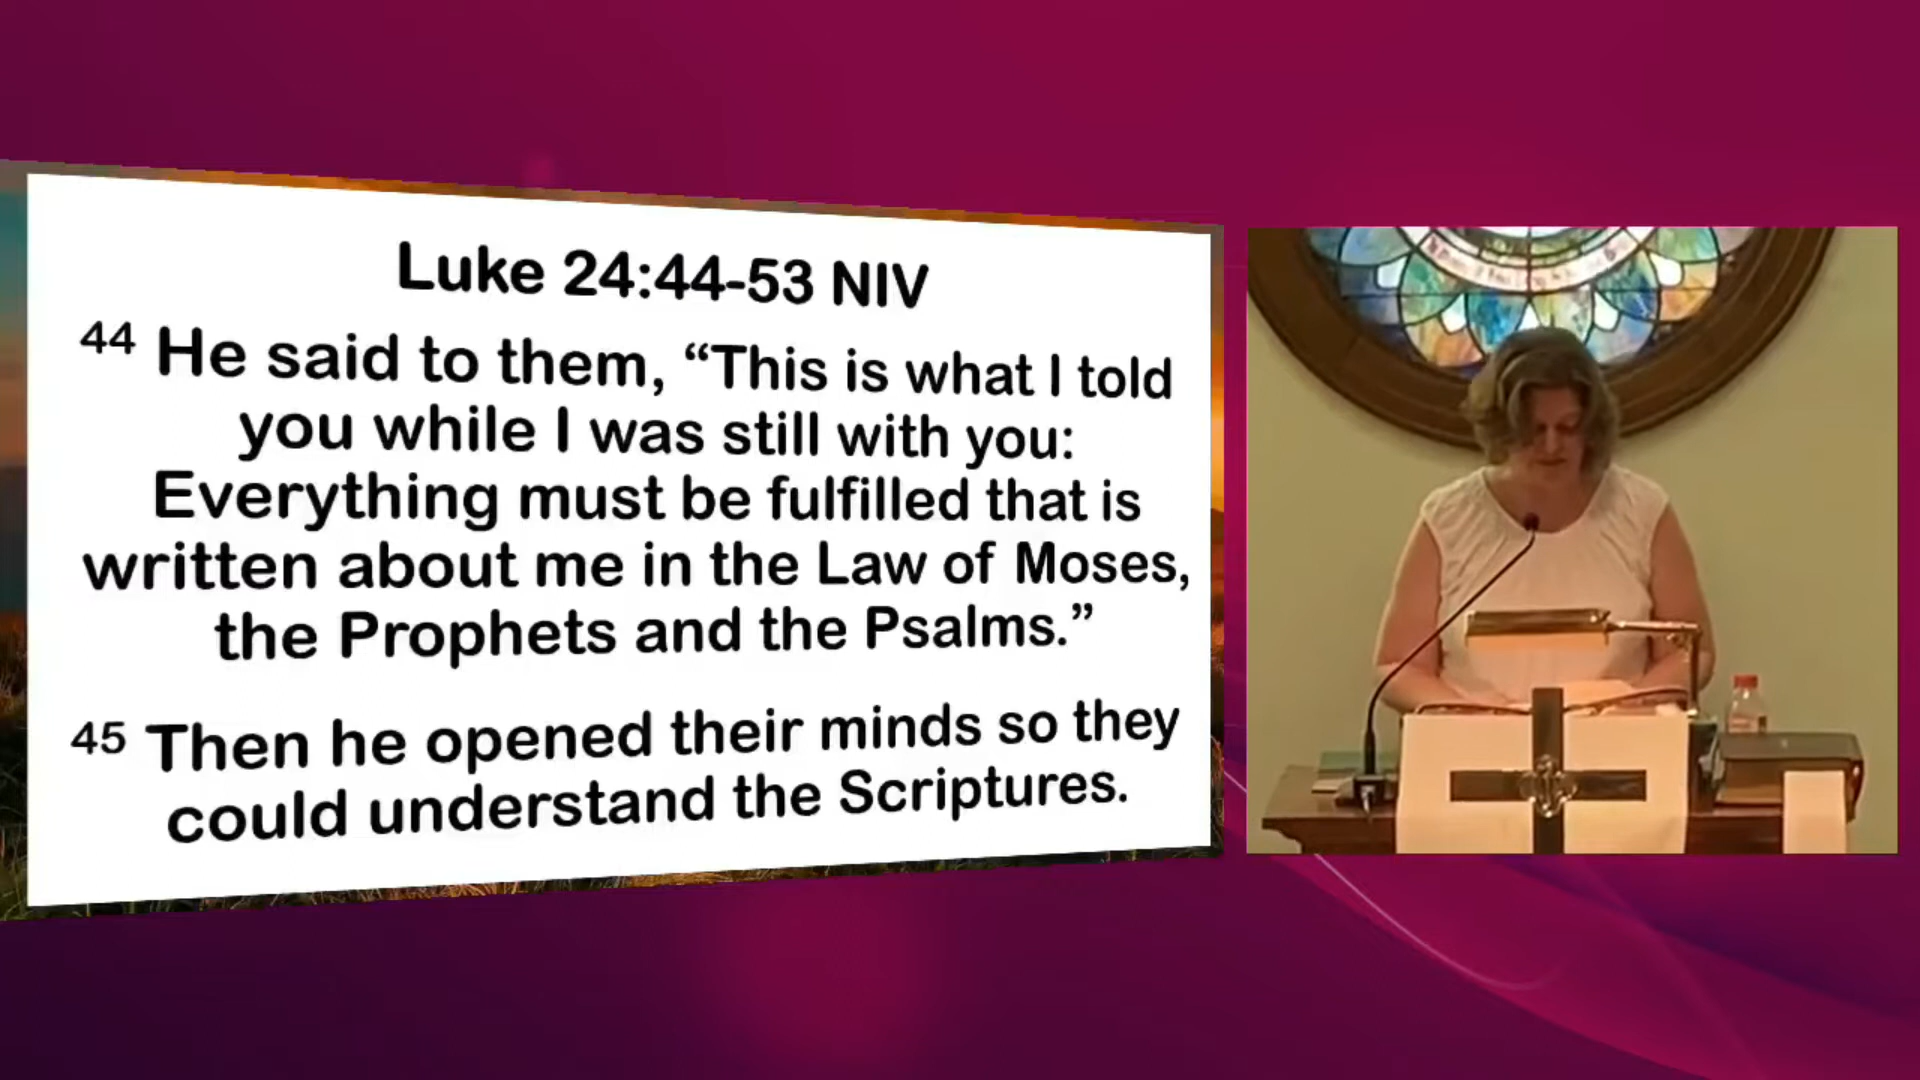 Luke 24:44-53 NIV
44 He said to them, “This is what I told
you while I was still with you:
Everything must be fulfilled that is
written about me in the Law of Moses,
the Prophets and the Psalms.”
45 Then he opened their minds so they
could understand the Scriptures.